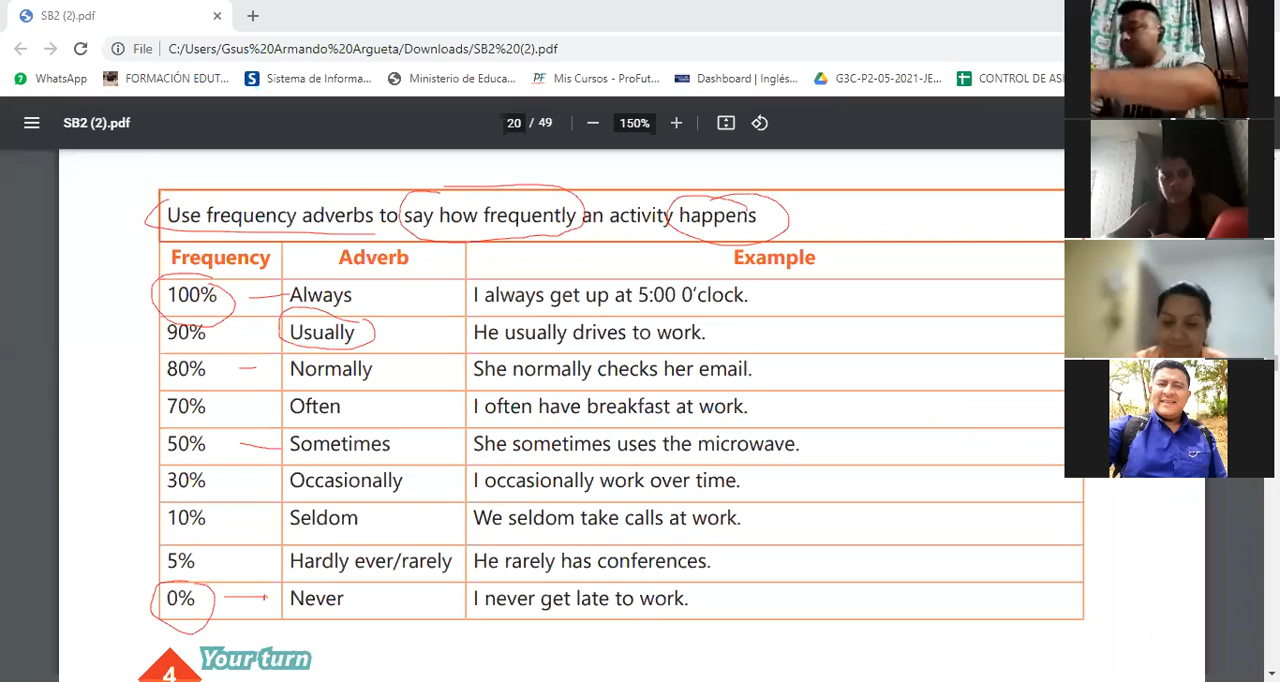 SB2 (2).pdf
File C:/Users/Gsus%20Armando%20Argueta/Downloads/SB2%20(2).pdf
WhatsApp FORMACIÓN EDUT... Sistema de Informa... Ministerio de Educa... Mis Cursos - ProFut... Dashboard | Inglés... G3C-P2-05-2021-JE... CONTROL DE ASI
SB2 (2).pdf 20 / 49 150%
Use frequency adverbs to say how frequently an activity happens
Frequency Adverb Example
100% Always I always get up at 5:00 0'clock.
90% Usually He usually drives to work.
80% Normally She normally checks her email.
70% Often I often have breakfast at work.
50% Sometimes She sometimes uses the microwave.
30% Occasionally I occasionally work over time.
10% Seldom We seldom take calls at work.
5% Hardly ever/rarely He rarely has conferences.
0% Never I never get late to work.
4 Your turn